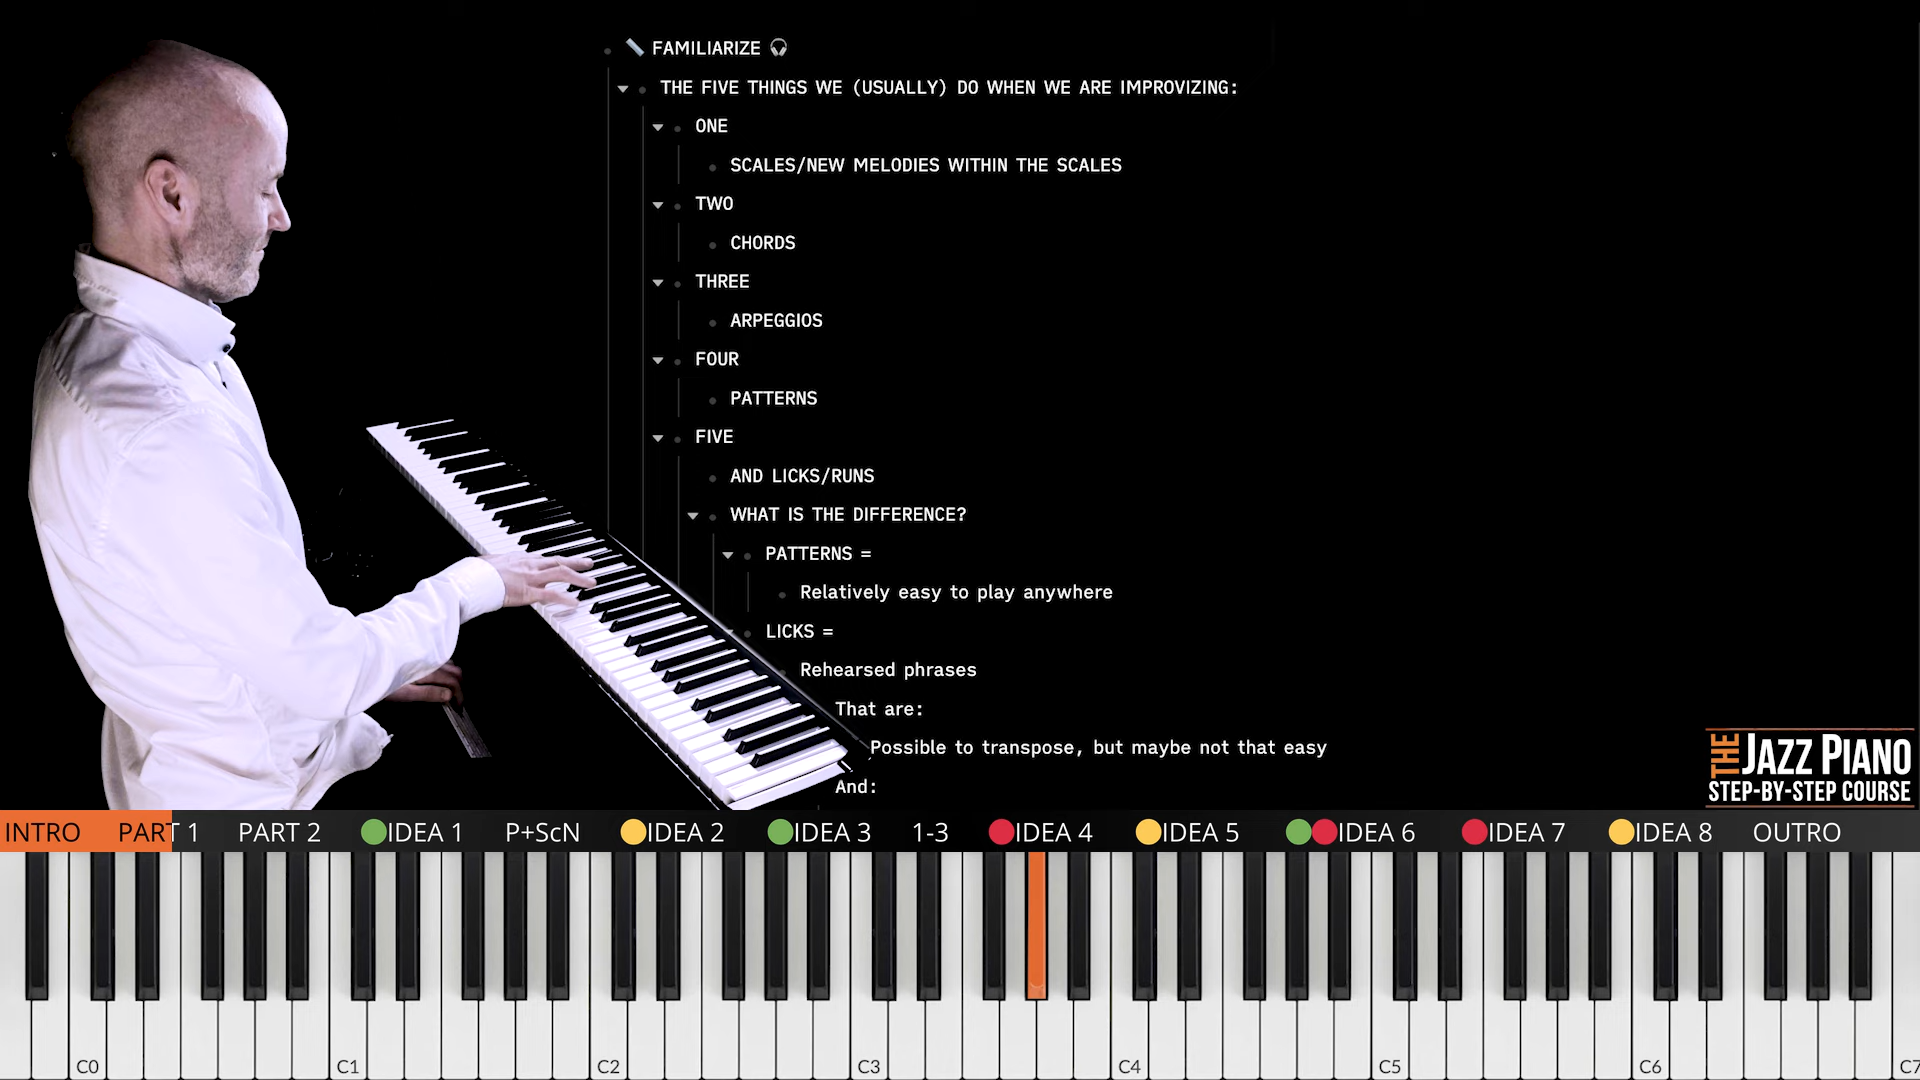 FAMILIARIZE
THE FIVE THINGS WE (USUALLY) DO WHEN WE ARE IMPROVIZING:
ONE
SCALES/NEW MELODIES WITHIN THE SCALES
TWO
CHORDS
THREE
ARPEGGIOS
FOUR
PATTERNS
FIVE
AND LICKS/RUNS
WHAT IS THE DIFFERENCE?
PATTERNS =
Relatively easy to play anywhere
LICKS =
Rehearsed phrases
That are:
Possible to transpose, but maybe not that easy
And:
THE JAZZ PIANO
STEP-BY-STEP COURSE
INTRO PART 1 PART 2 IDEA 1 P+ScN IDEA 2 IDEA 3 1-3 IDEA 4 IDEA 5 IDEA 6 IDEA 7 IDEA 8 OUTRO
C0 C1 C2 C3 C4 C5 C6 C7